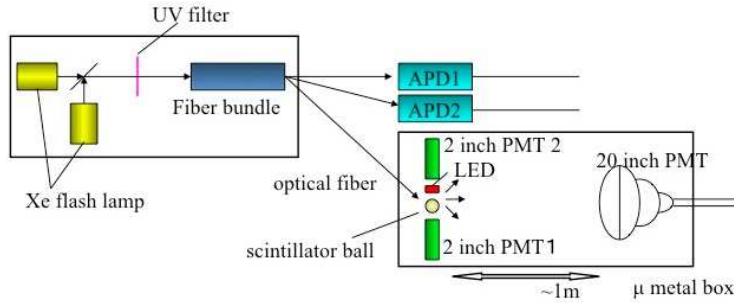 UV filter
Fiber bundle
Xe flash lamp
APD1
APD2
2 inch PMT 2
LED
20 inch PMT
optical fiber
scintillator ball
2 inch PMT1
~1m
μ metal box